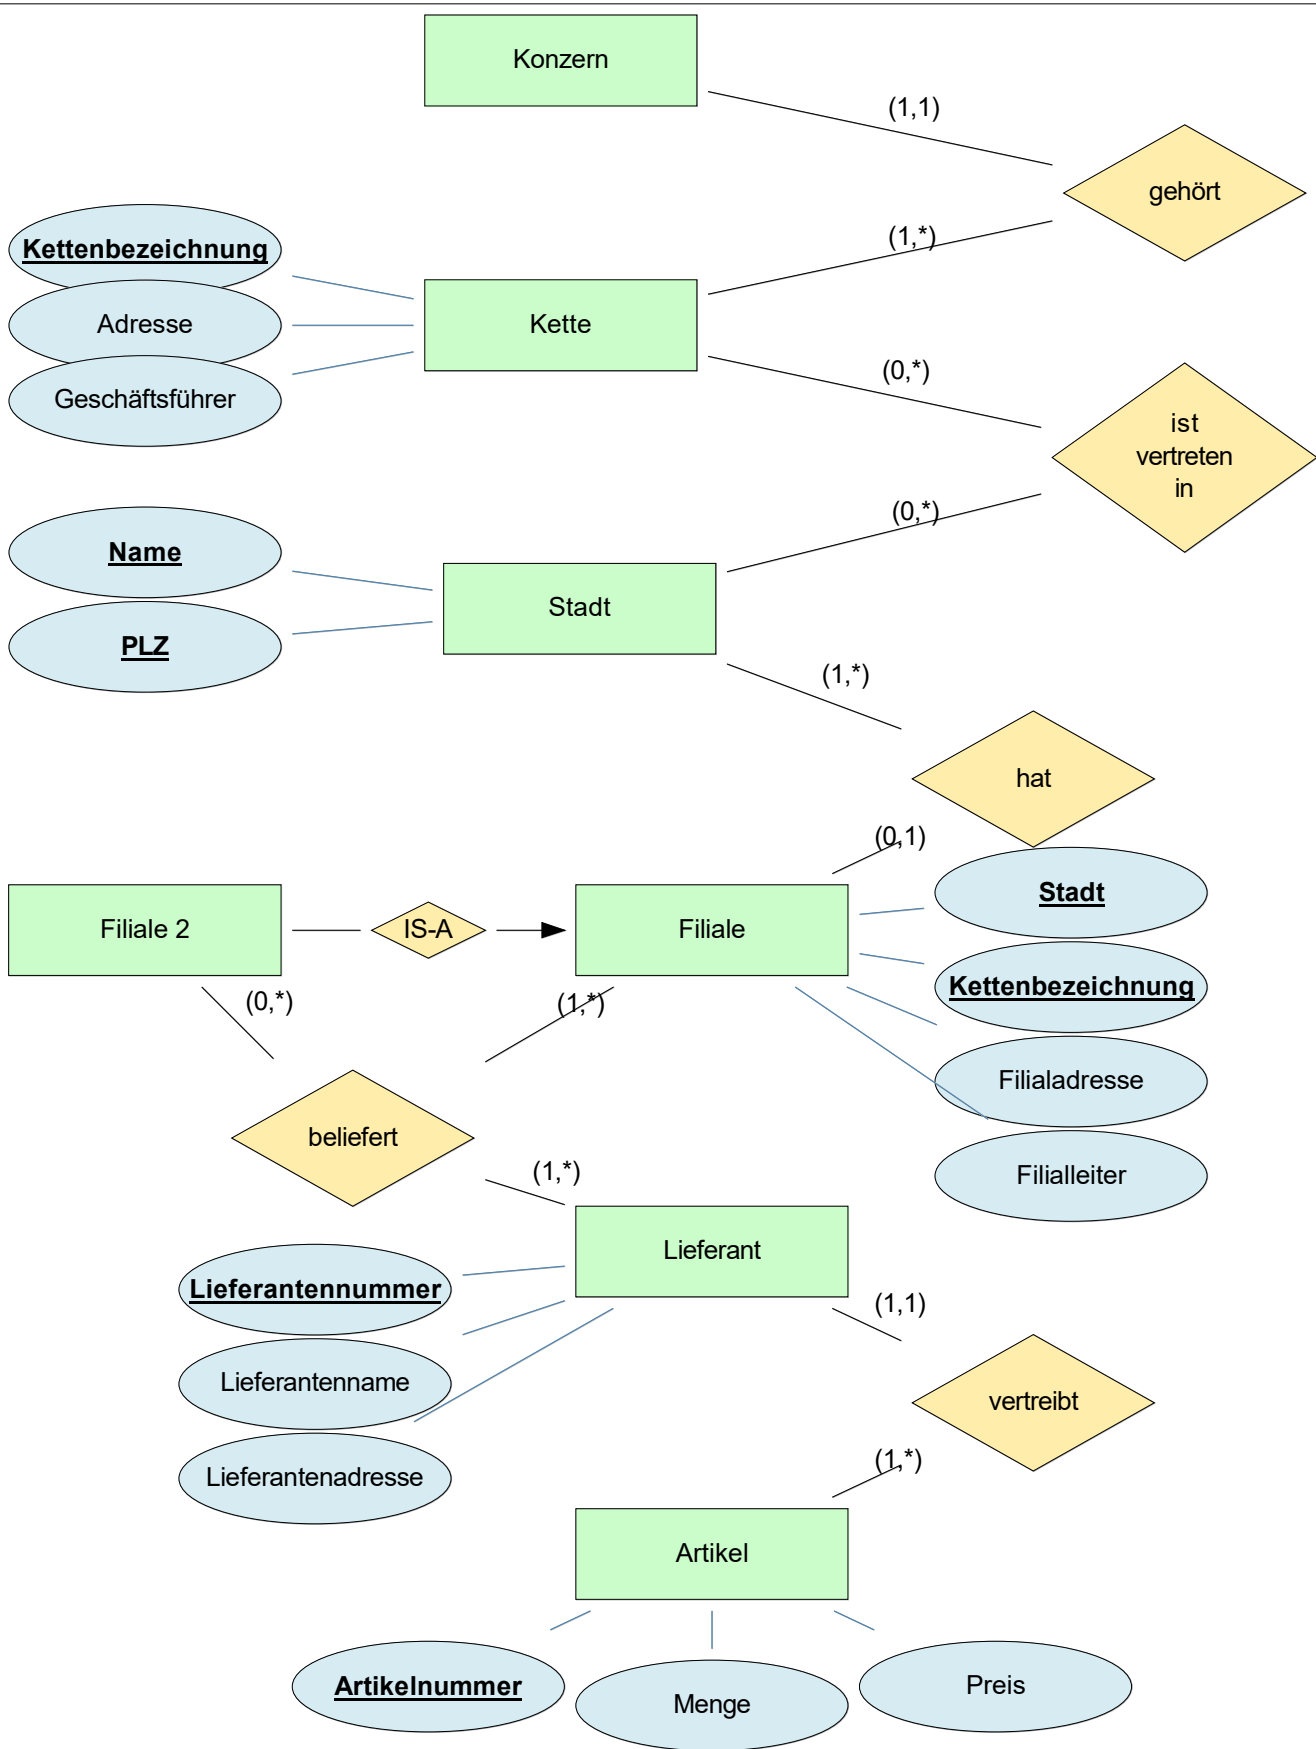 Konzern
(1,1)
gehört
Kettenbezeichnung
(1,*)
Adresse
Kette
Geschäftsführer
(0,*)
ist
vertreten
in
(0,*)
Name
Stadt
PLZ
(1,*)
hat
(0,1)
Stadt
Filiale 2
IS-A
Filiale
Kettenbezeichnung
(0,*)
(1,*)
Filialadresse
beliefert
(1,*)
Filialleiter
Lieferant
Lieferantennummer
(1,1)
Lieferantenname
vertreibt
(1,*)
Lieferantenadresse
Artikel
Artikelnummer
Menge
Preis